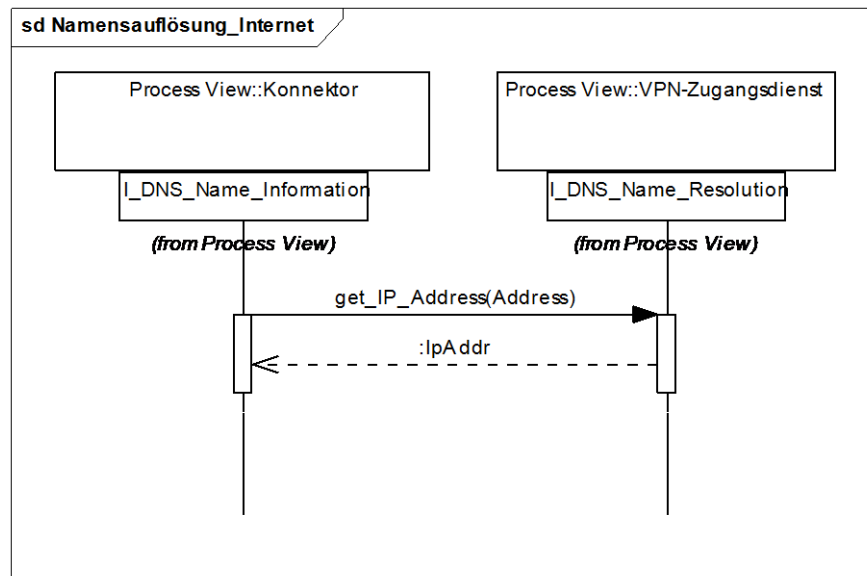 sd Namensauflösung_Internet
Process View::Konnektor
Process View::VPN-Zugangsdienst
I_DNS_Name_Information
I_DNS_Name_Resolution
(from Process View)
(from Process View)
get_IP_Address(Address)
:IpAddr